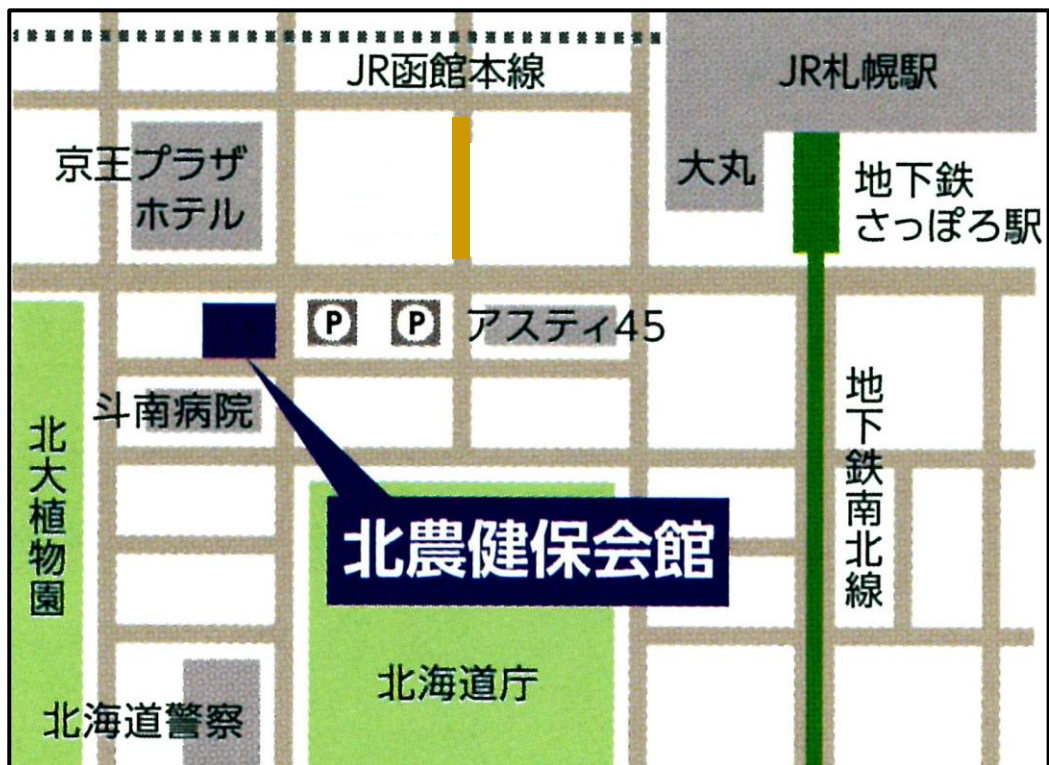 JR函館本線
JR札幌駅
京王プラザ
ホテル
大丸
地下鉄
さっぽろ駅
P
P
アスティ45
斗南病院
北大植物園
地下鉄南北線
北農健保会館
北海道庁
北海道警察